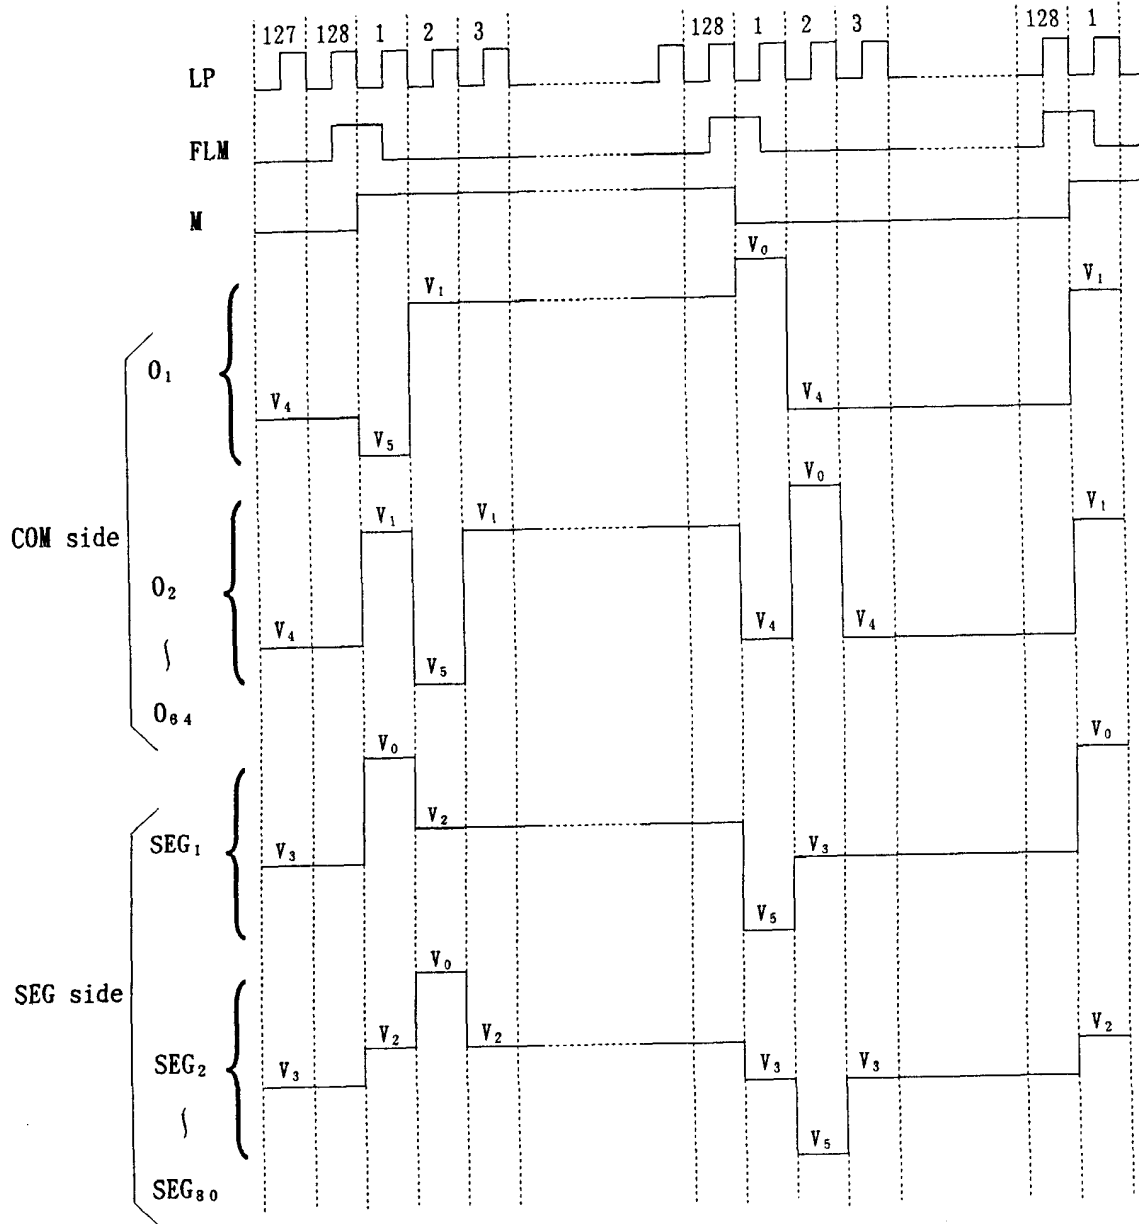 127 128 1 2 3 128 1 2 3 128 1
LP
FLM
M
V₀
V₁ V₁
O₁
V₄ V₄
V₅
V₀
V₁ V₁ V₁
COM side
O₂
V₄ V₄ V₄
V₅
O₆₄
V₀ V₀
V₂
SEG₁
V₃ V₃
V₅
V₀
SEG side
V₂ V₂ V₂
SEG₂
V₃ V₃ V₃
V₅
SEG₈₀